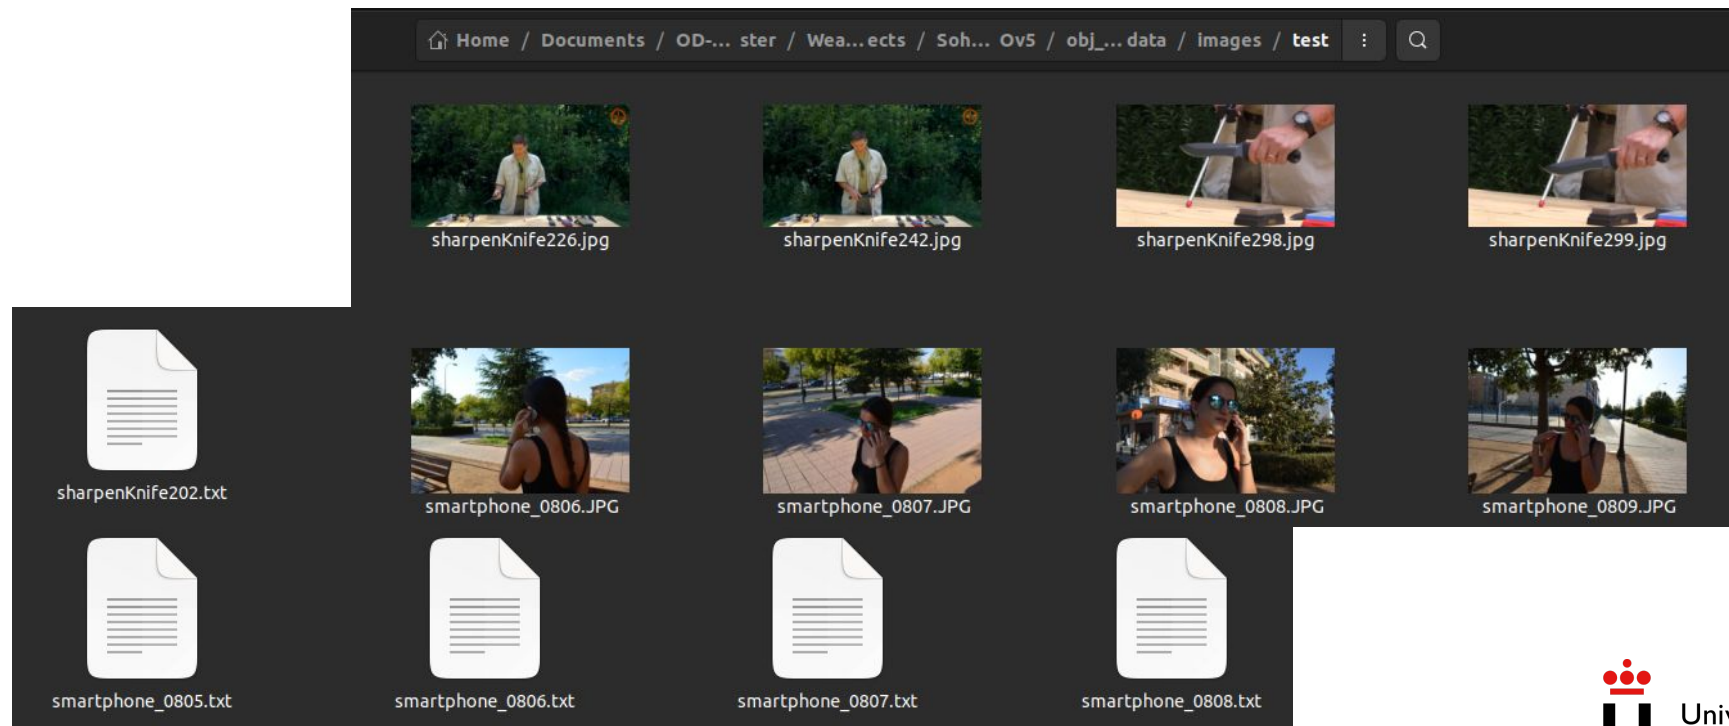 Home / Documents / OD-... ster / Wea...ects / Soh... Ov5 / obj_... data / images / test
sharpenKnife226.jpg
sharpenKnife242.jpg
sharpenKnife298.jpg
sharpenKnife299.jpg
sharpenKnife202.txt
smartphone_0806.JPG
smartphone_0807.JPG
smartphone_0808.JPG
smartphone_0809.JPG
smartphone_0805.txt
smartphone_0806.txt
smartphone_0807.txt
smartphone_0808.txt